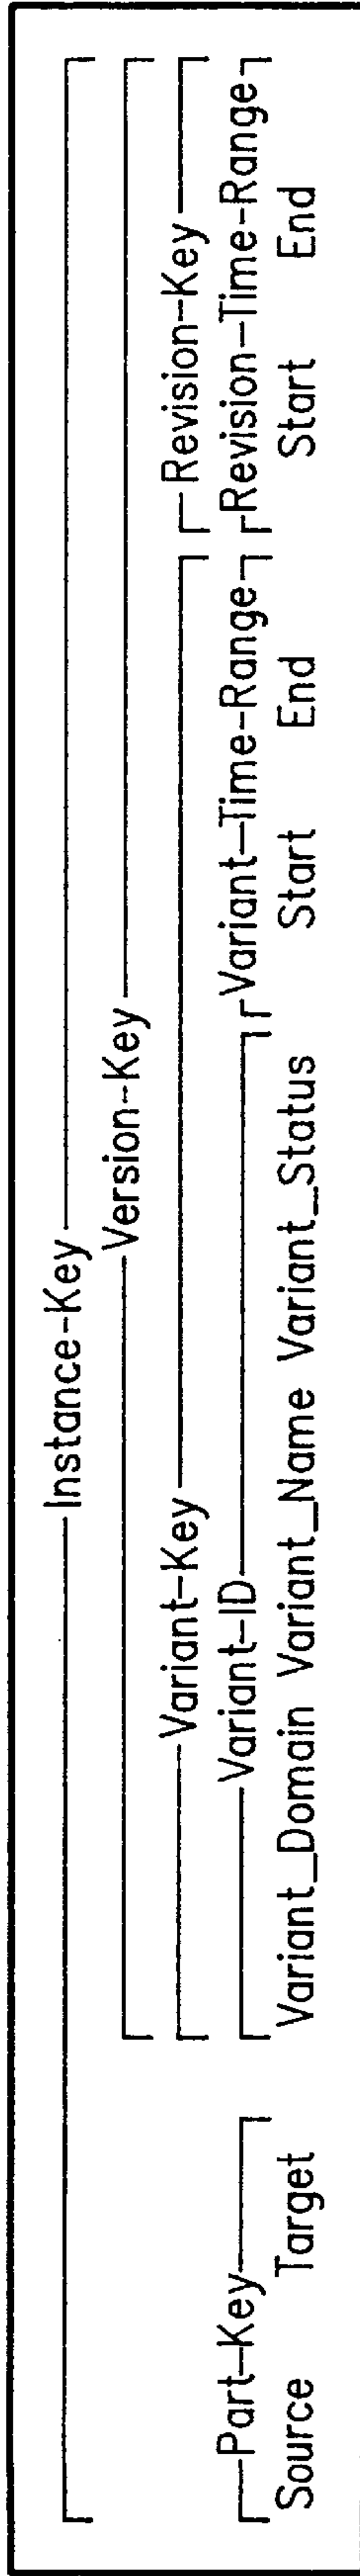 Instance-Key
Version-Key
Variant-Key Revision-Key
Part-Key Variant-ID Variant-Time-Range Revision-Time-Range
Source Target Variant_Domain Variant_Name Variant_Status Start End Start End